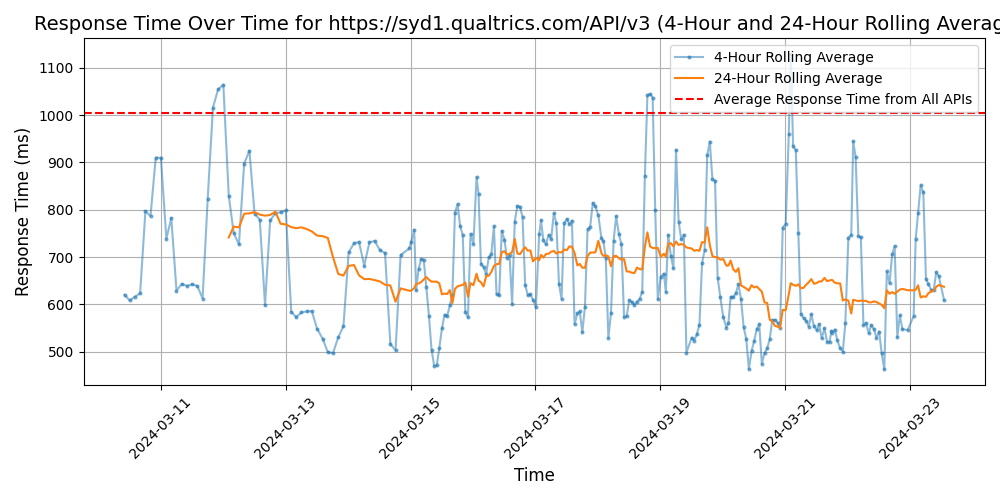 Response Time Over Time for https://syd1.qualtrics.com/API/v3 (4-Hour and 24-Hour Rolling Averag
4-Hour Rolling Average
24-Hour Rolling Average
Average Response Time from All APIs
Response Time (ms)
1100
1000
900
800
700
600
500
2024-03-11
2024-03-13
2024-03-15
2024-03-17
2024-03-19
2024-03-21
2024-03-23
Time